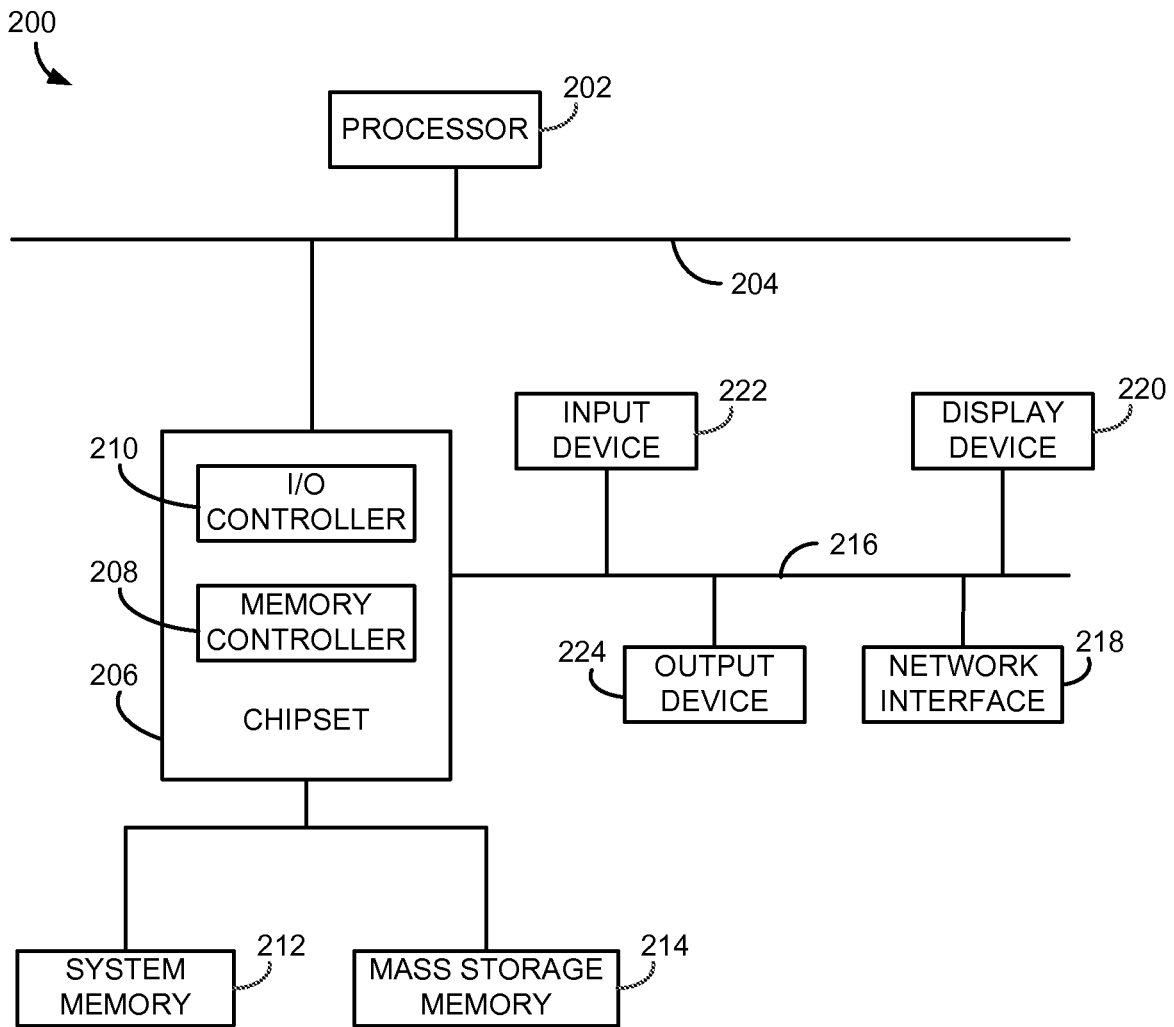 200
202
PROCESSOR
204
222
220
INPUT
DEVICE
DISPLAY
DEVICE
210
I/O
CONTROLLER
216
208
MEMORY
CONTROLLER
224
OUTPUT
DEVICE
NETWORK
INTERFACE
218
206
CHIPSET
SYSTEM
MEMORY
212
MASS STORAGE
MEMORY
214